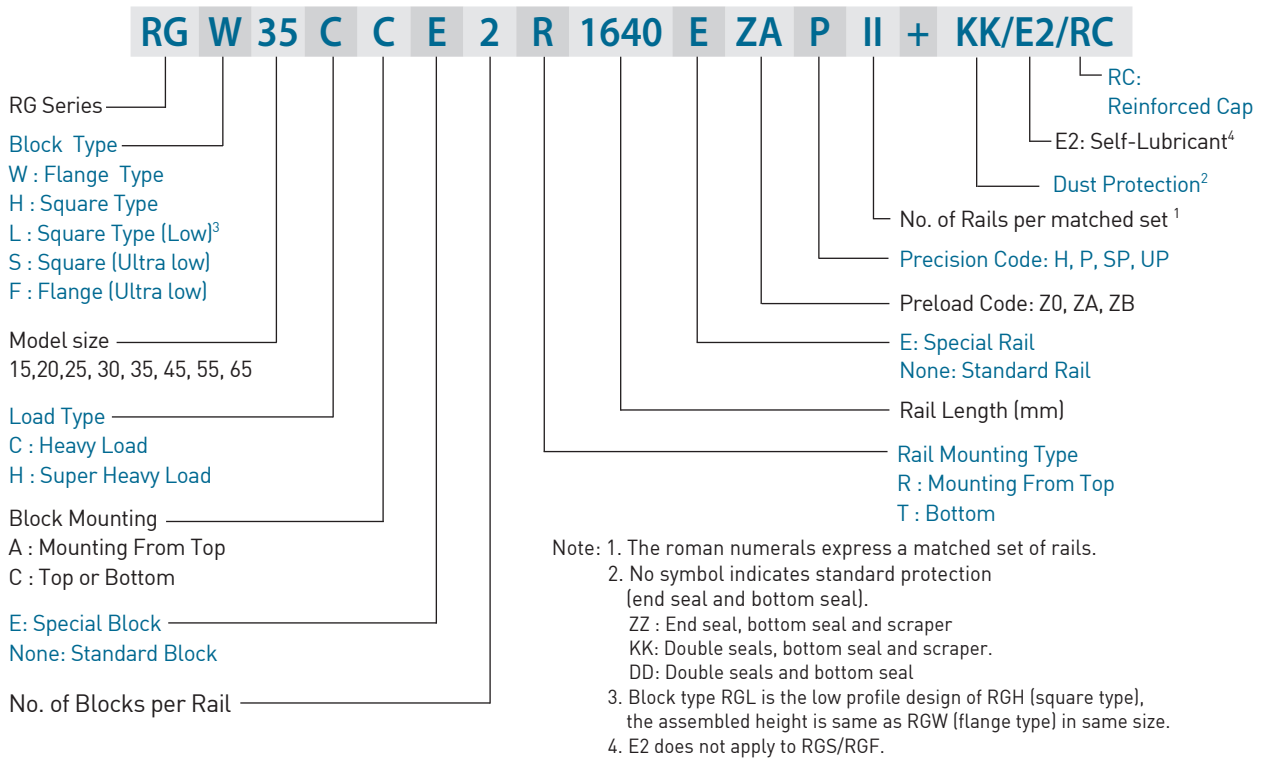 RG W 35 C C E 2 R 1640 E ZA P II + KK/E2/RC
RG Series
Block Type
W : Flange Type
H : Square Type
L : Square Type (Low)3
S : Square (Ultra low)
F : Flange (Ultra low)
Model size
15,20,25, 30, 35, 45, 55, 65
Load Type
C : Heavy Load
H : Super Heavy Load
Block Mounting
A : Mounting From Top
C : Top or Bottom
E: Special Block
None: Standard Block
No. of Blocks per Rail
RC:
Reinforced Cap
E2: Self-Lubricant4
Dust Protection2
No. of Rails per matched set 1
Precision Code: H, P, SP, UP
Preload Code: Z0, ZA, ZB
E: Special Rail
None: Standard Rail
Rail Length (mm)
Rail Mounting Type
R : Mounting From Top
T : Bottom
Note: 1. The roman numerals express a matched set of rails.
2. No symbol indicates standard protection
(end seal and bottom seal).
ZZ : End seal, bottom seal and scraper
KK: Double seals, bottom seal and scraper.
DD: Double seals and bottom seal
3. Block type RGL is the low profile design of RGH (square type),
the assembled height is same as RGW (flange type) in same size.
4. E2 does not apply to RGS/RGF.